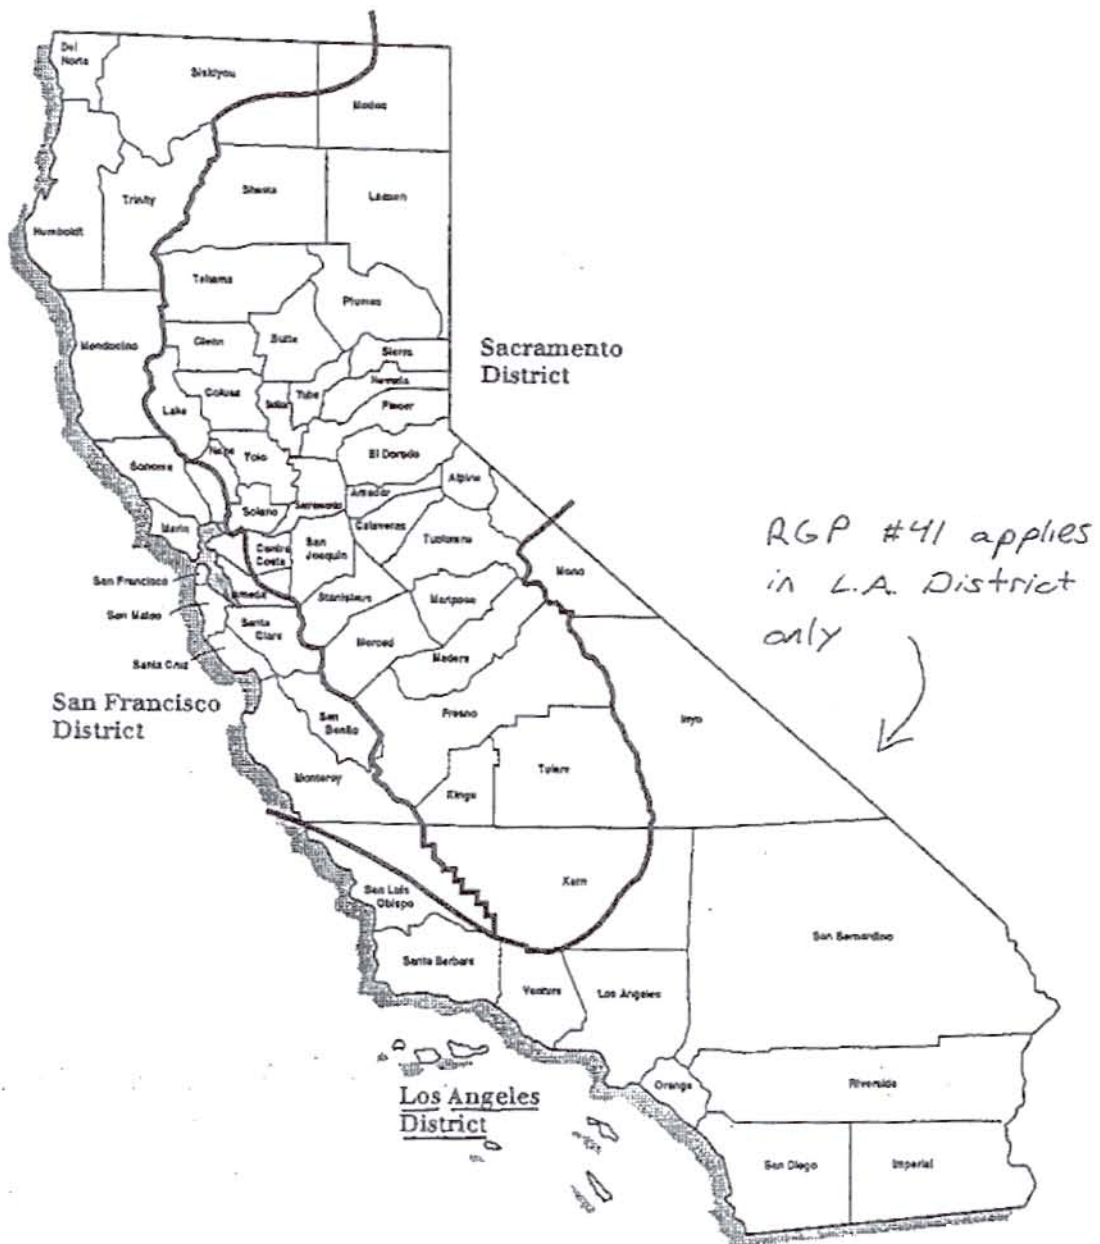 Del
Norte
Siskiyou
Modoc
Trinity
Shasta
Lassen
Humboldt
Tehama
Plumas
Mendocino
Glenn
Butte
Sierra
Sacramento
District
Nevada
Colusa
Yuba
Placer
Lake
Napa
Yolo
El Dorado
Sonoma
Alpine
Amador
Solano
Sacramento
Marin
Calaveras
Tuolumne
San
Joaquin
Contra
Costa
Mono
RGP #41 applies
in L.A. District
only
San Francisco
Alameda
Stanislaus
Mariposa
San Mateo
Santa
Clara
Merced
Madera
Santa Cruz
San Francisco
District
San
Benito
Fresno
Inyo
Monterey
Kings
Tulare
San Luis
Obispo
Kern
San Bernardino
Santa Barbara
Ventura
Los Angeles
Orange
Riverside
Los Angeles
District
San Diego
Imperial